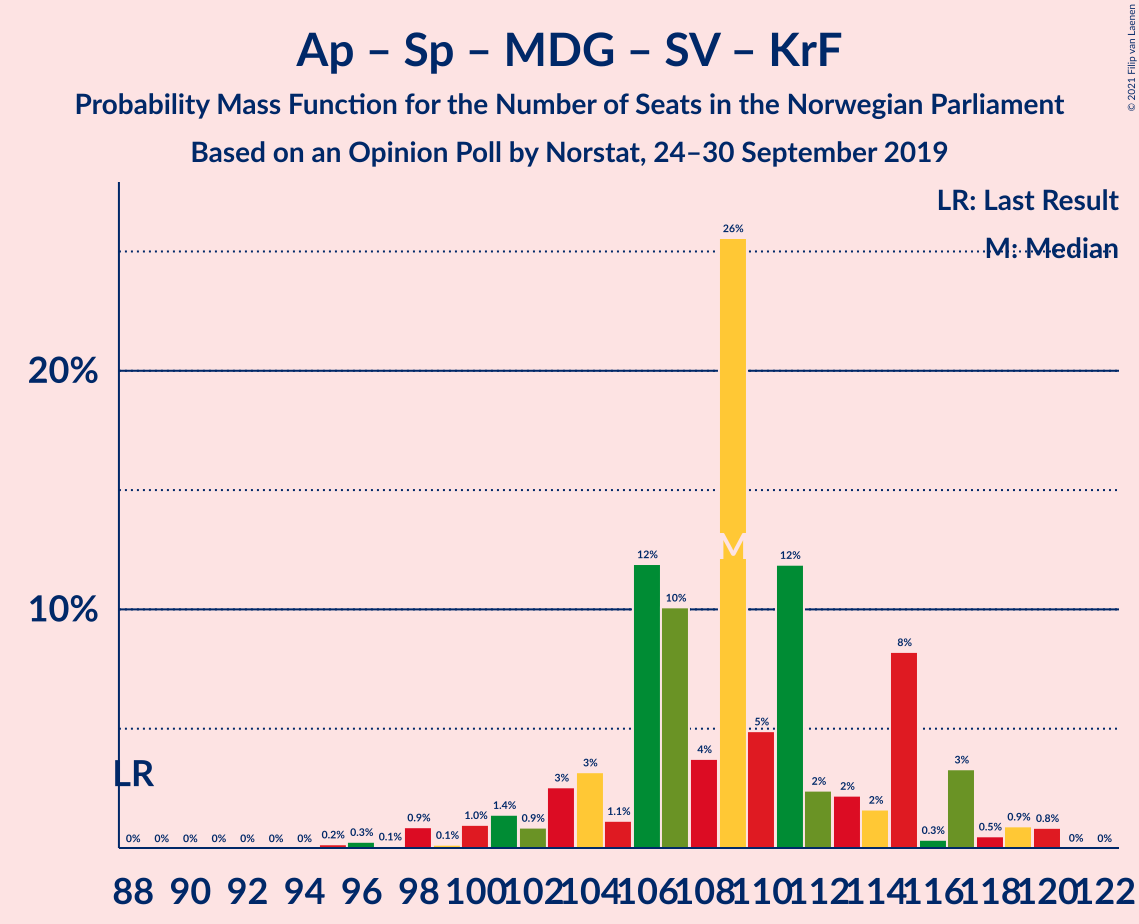 Ap – Sp – MDG – SV – KrF
Probability Mass Function for the Number of Seats in the Norwegian Parliament
Based on an Opinion Poll by Norstat, 24–30 September 2019
© 2021 Filip van Laenen
LR: Last Result
M: Median
26%
20%
12% 10% 12%
M
10%
8%
5%
4%
LR
3% 3% 3%
2% 2% 2%
0% 0% 0% 0% 0% 0% 0% 0.2% 0.3% 0.1% 0.9% 0.1% 1.0% 1.4% 0.9% 1.1% 0.3% 0.5% 0.9% 0.8% 0% 0%
88 90 92 94 96 98 100 102 104 106 108 110 112 114 116 118 120 122